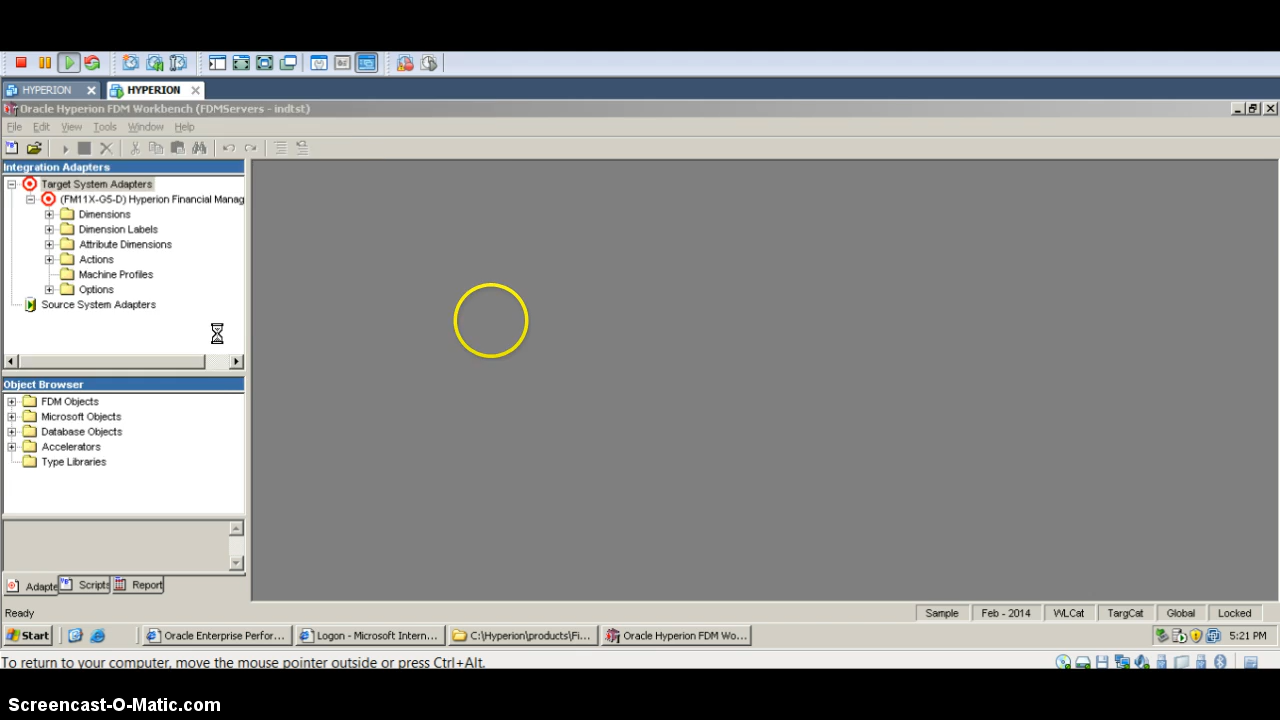 HYPERION
HYPERION
Oracle Hyperion FDM Workbench (FDMServers - indtst)
File Edit View Tools Window Help
Integration Adapters
Target System Adapters
(FM11X-G5-D) Hyperion Financial Manag
Dimensions
Dimension Labels
Attribute Dimensions
Actions
Machine Profiles
Options
Source System Adapters
Object Browser
FDM Objects
Microsoft Objects
Database Objects
Accelerators
Type Libraries
Adapte Scripts Report
Ready Sample Feb - 2014 WLCat TargCat Global Locked
Start Oracle Enterprise Perfor... Logon - Microsoft Intern... C:\Hyperion\products\Fi... Oracle Hyperion FDM Wo... 5:21 PM
To return to your computer, move the mouse pointer outside or press Ctrl+Alt.
Screencast-O-Matic.com